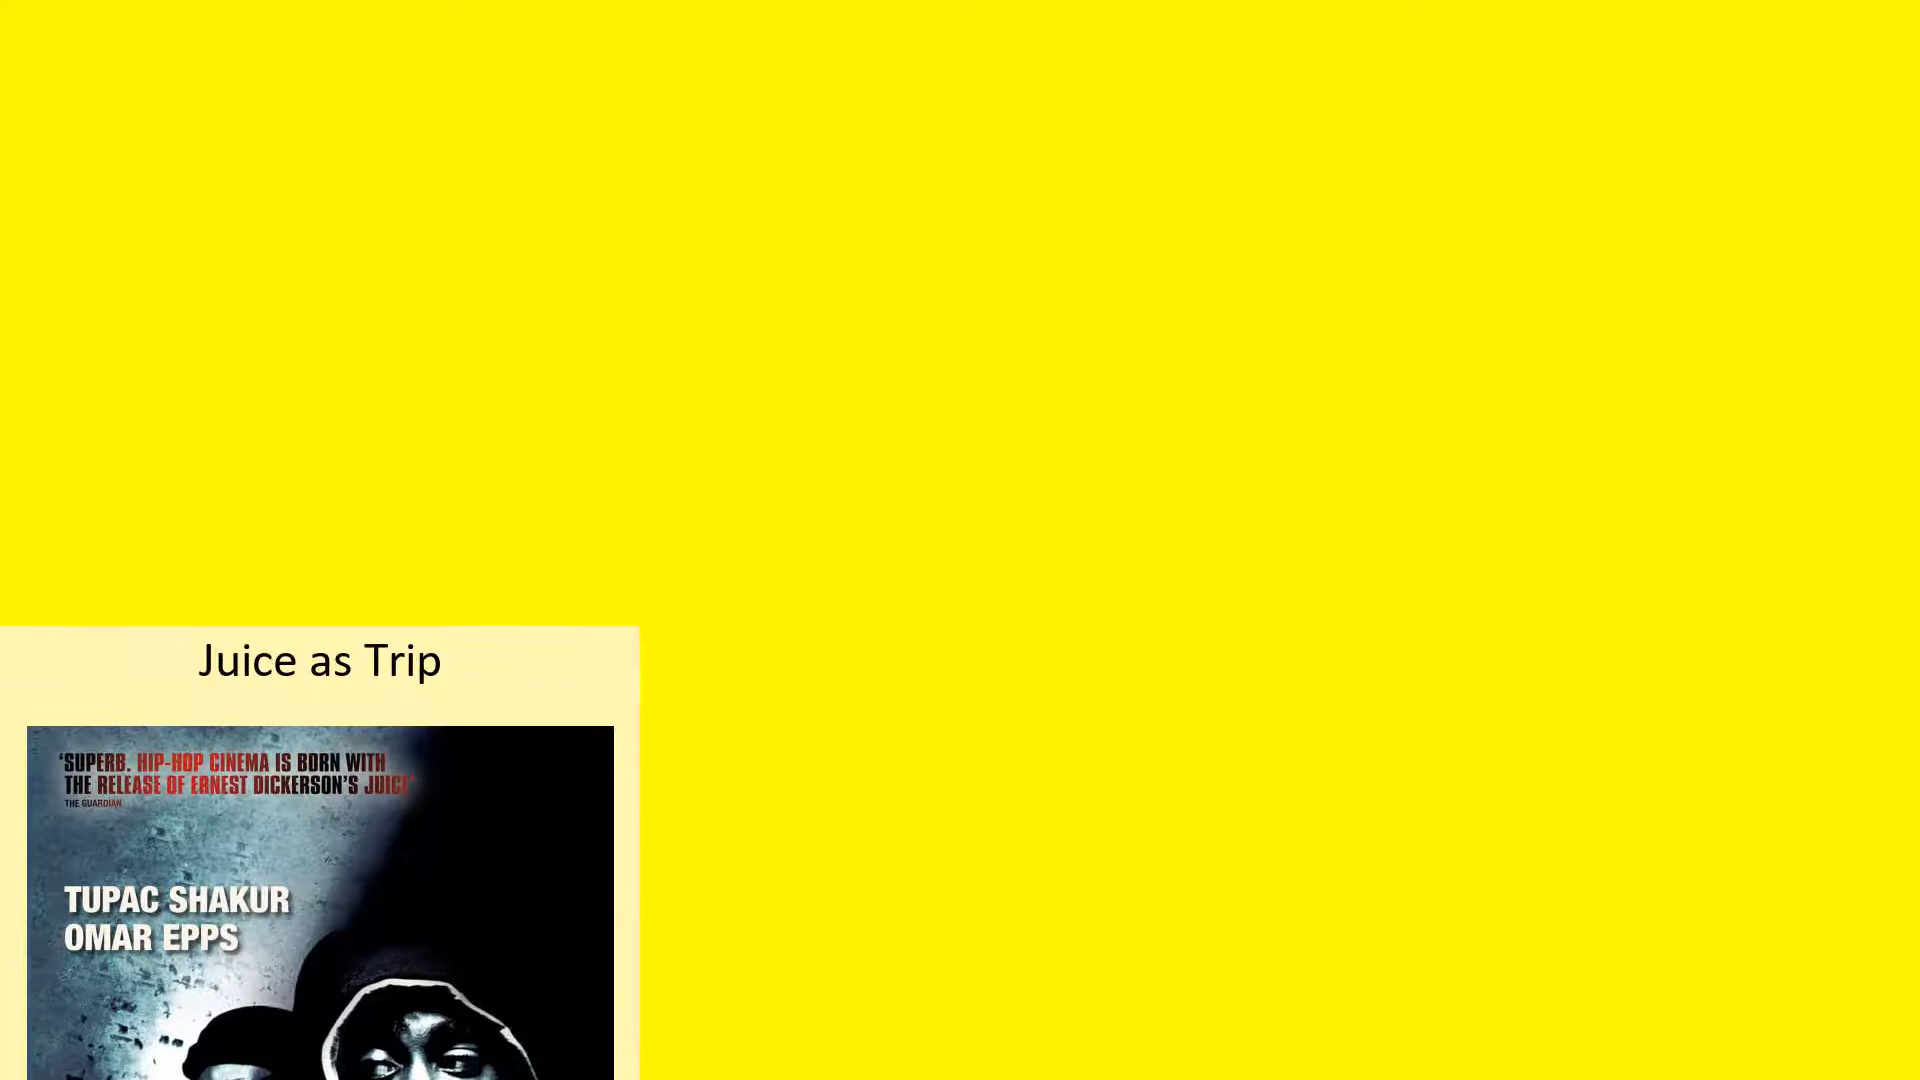 Juice as Trip
‘SUPERB. HIP-HOP CINEMA IS BORN WITH
THE RELEASE OF ERNEST DICKERSON’S JUICE’
THE GUARDIAN
TUPAC SHAKUR
OMAR EPPS